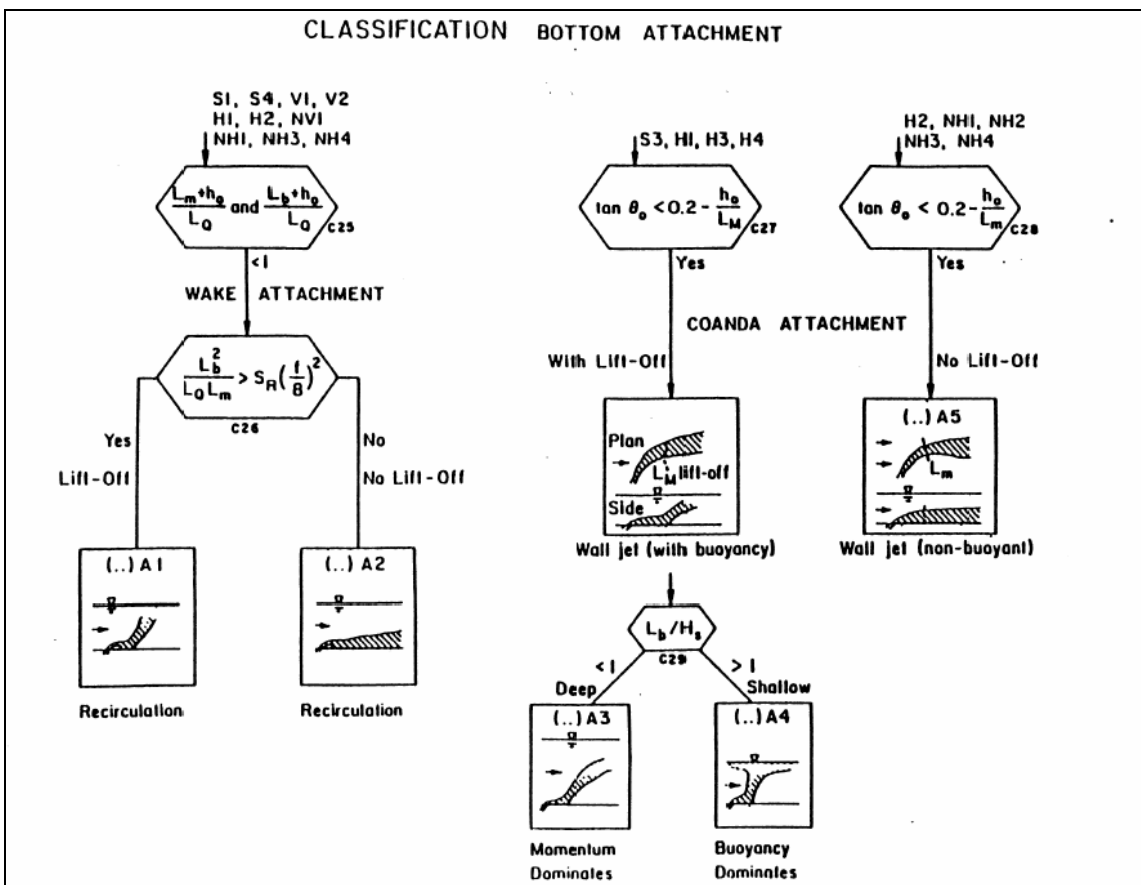 CLASSIFICATION BOTTOM ATTACHMENT
S1, S4, V1, V2
H1, H2, NV1
NH1, NH3, NH4
(L_m+h_o)/L_Q and (L_b+h_o)/L_Q
C25
<1
WAKE ATTACHMENT
L_b^2/(L_Q L_m) > S_R(f/8)^2
C26
Yes
Lift-Off
No
No Lift-Off
(..) A1
Recirculation
(..) A2
Recirculation
S3, H1, H3, H4
tan θ_o < 0.2 - h_o/L_M
C27
Yes
H2, NH1, NH2
NH3, NH4
tan θ_o < 0.2 - h_o/L_m
C28
Yes
COANDA ATTACHMENT
With Lift-Off
No Lift-Off
Plan
L_M lift-off
Side
Wall jet (with buoyancy)
(..) A5
L_m
Wall jet (non-buoyant)
L_b/H_s
C29
<1
Deep
>1
Shallow
(..) A3
Momentum
Dominates
(..) A4
Buoyancy
Dominates